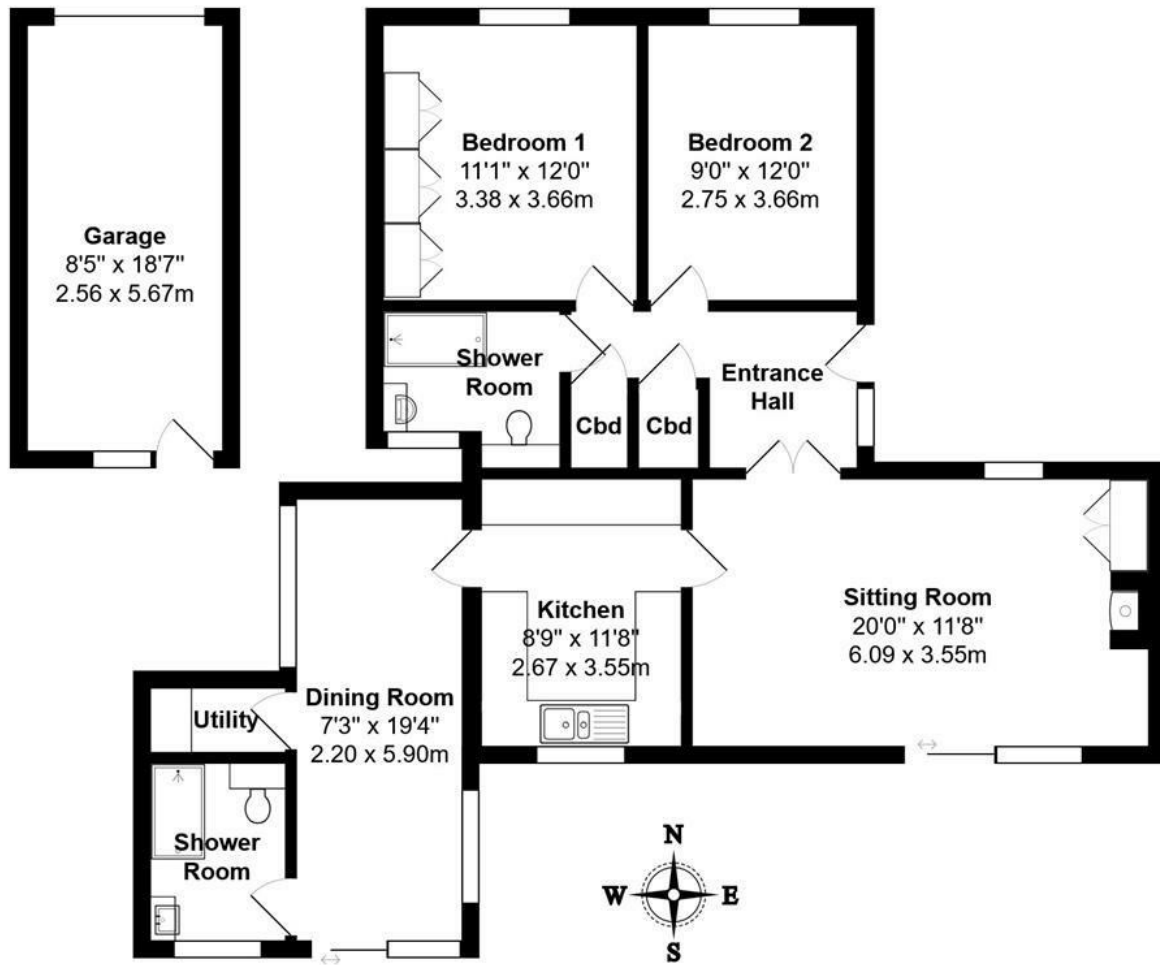 Bedroom 1
11'1" x 12'0"
3.38 x 3.66m
Bedroom 2
9'0" x 12'0"
2.75 x 3.66m
Garage
8'5" x 18'7"
2.56 x 5.67m
Shower
Room
Cbd
Cbd
Entrance
Hall
Kitchen
8'9" x 11'8"
2.67 x 3.55m
Sitting Room
20'0" x 11'8"
6.09 x 3.55m
Dining Room
7'3" x 19'4"
2.20 x 5.90m
Utility
Shower
Room
N
W E
S